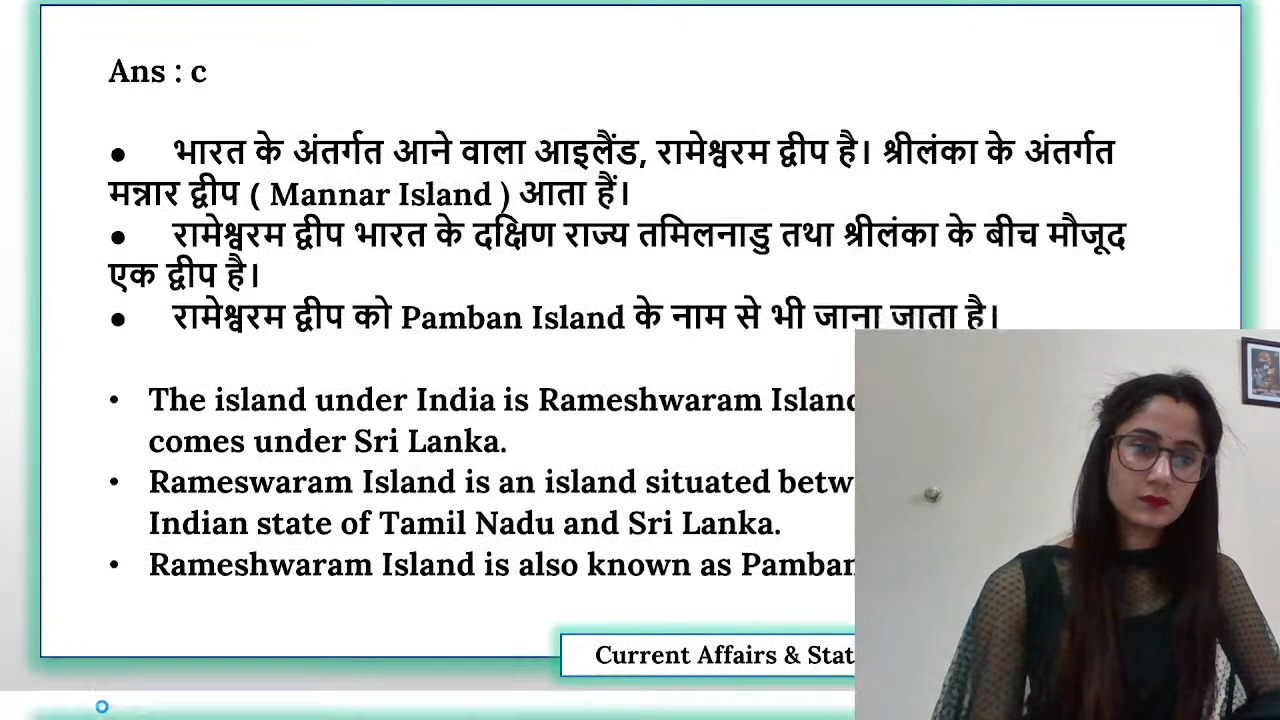 Ans : c
● भारत के अंतर्गत आने वाला आइलैंड, रामेश्वरम द्वीप है। श्रीलंका के अंतर्गत
मन्नार द्वीप ( Mannar Island ) आता हैं।
● रामेश्वरम द्वीप भारत के दक्षिण राज्य तमिलनाडु तथा श्रीलंका के बीच मौजूद
एक द्वीप है।
● रामेश्वरम द्वीप को Pamban Island के नाम से भी जाना जाता है।
• The island under India is Rameshwaram Island
comes under Sri Lanka.
• Rameswaram Island is an island situated
Indian state of Tamil Nadu and Sri Lanka.
• Rameshwaram Island is also known as Pamban
Current Affairs &